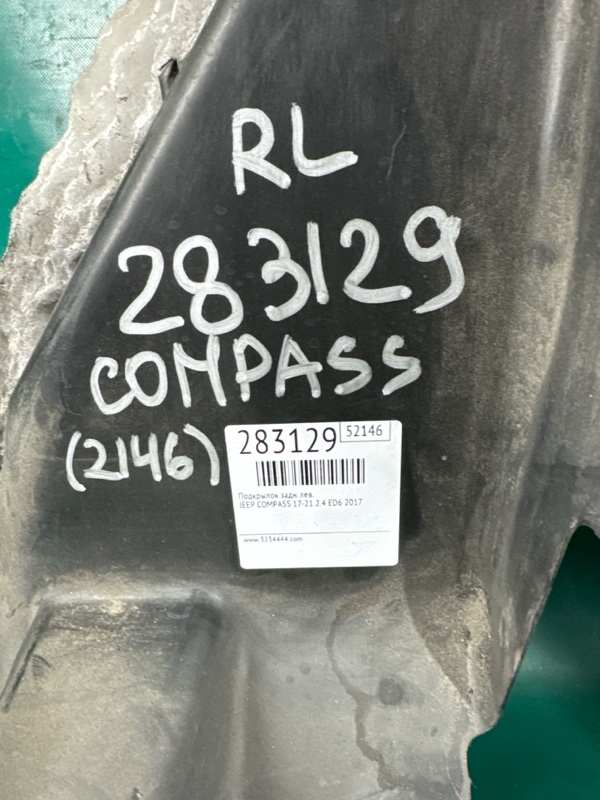 RL
283129
COMPASS
(2146)
283129
52146
Подкрылок задн.лев.
JEEP COMPASS 17-21 2.4 ED6 2017
www.3234444.com